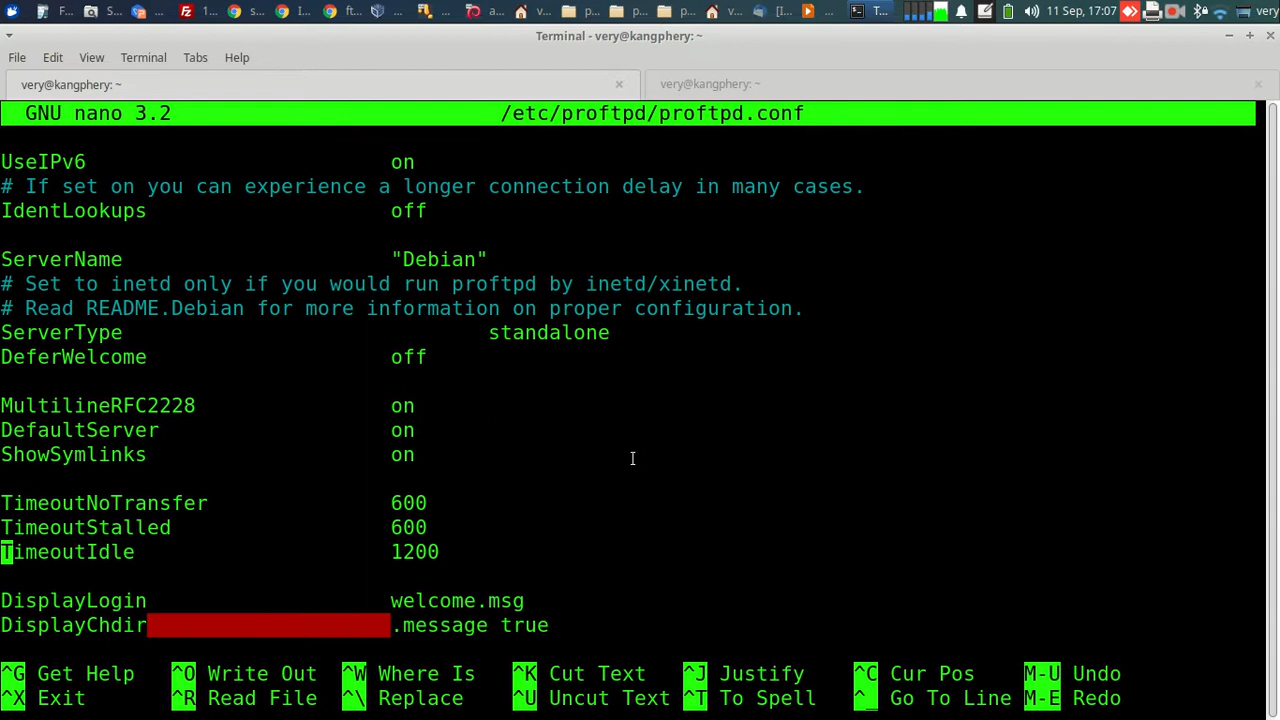 F...
S...
...
1...
s...
I...
ft...
...
...
a...
v...
p...
p...
p...
v...
[I...
...
T...
11 Sep, 17:07
very
Terminal - very@kangphery: ~
File Edit View Terminal Tabs Help
very@kangphery: ~
very@kangphery: ~
GNU nano 3.2 /etc/proftpd/proftpd.conf
UseIPv6 on
# If set on you can experience a longer connection delay in many cases.
IdentLookups off
ServerName "Debian"
# Set to inetd only if you would run proftpd by inetd/xinetd.
# Read README.Debian for more information on proper configuration.
ServerType standalone
DeferWelcome off
MultilineRFC2228 on
DefaultServer on
ShowSymlinks on
TimeoutNoTransfer 600
TimeoutStalled 600
TimeoutIdle 1200
DisplayLogin welcome.msg
DisplayChdir .message true
^G Get Help ^O Write Out ^W Where Is ^K Cut Text ^J Justify ^C Cur Pos M-U Undo
^X Exit ^R Read File ^\ Replace ^U Uncut Text ^T To Spell ^_ Go To Line M-E Redo